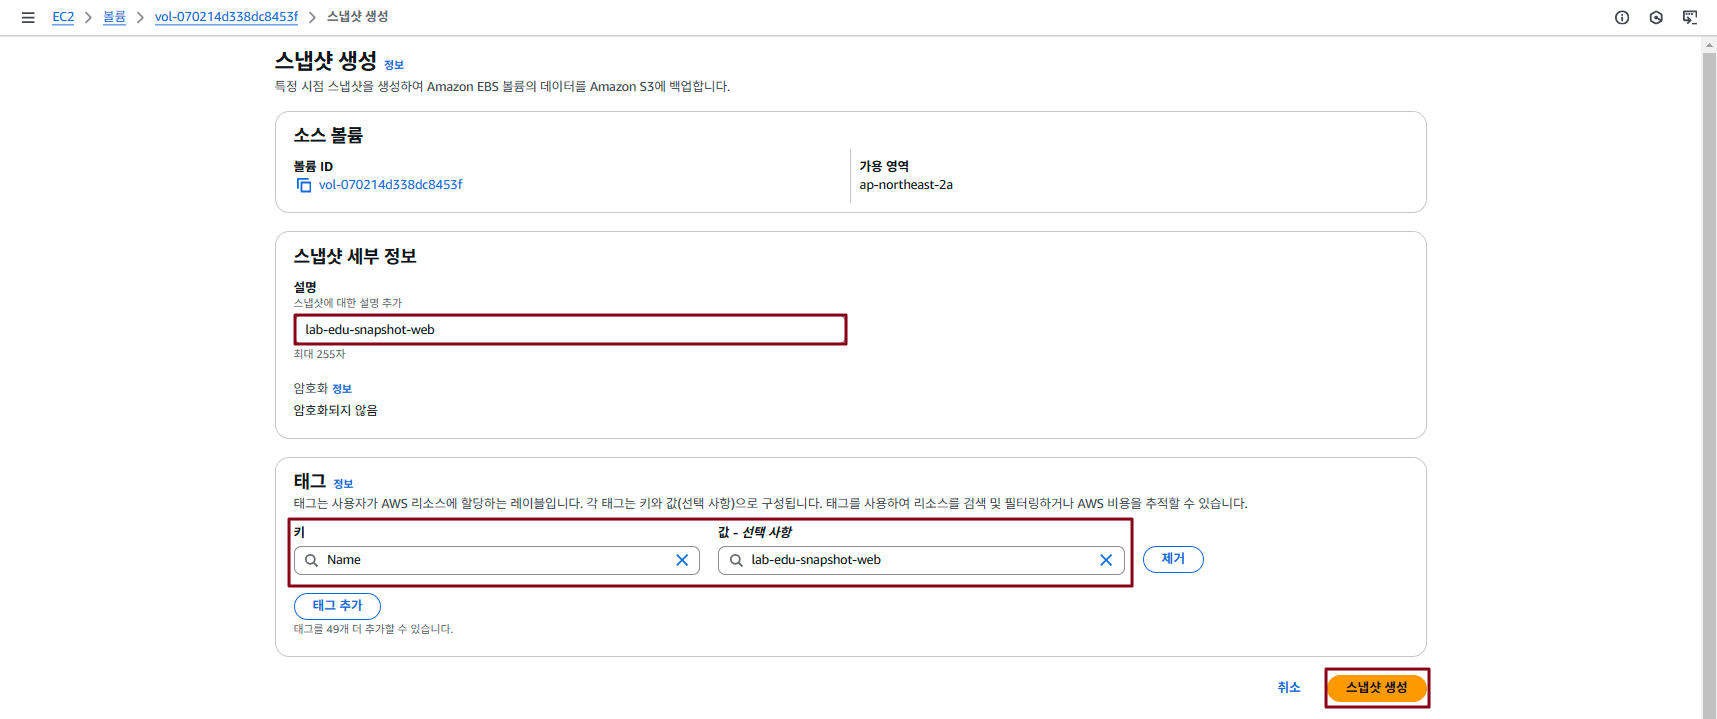 EC2 > 볼륨 > vol-070214d338dc8453f > 스냅샷 생성
스냅샷 생성 정보
특정 시점 스냅샷을 생성하여 Amazon EBS 볼륨의 데이터를 Amazon S3에 백업합니다.
소스 볼륨
볼륨 ID
vol-070214d338dc8453f
가용 영역
ap-northeast-2a
스냅샷 세부 정보
설명
스냅샷에 대한 설명 추가
lab-edu-snapshot-web
최대 255자
암호화 정보
암호화되지 않음
태그 정보
태그는 사용자가 AWS 리소스에 할당하는 레이블입니다. 각 태그는 키와 값(선택 사항)으로 구성됩니다. 태그를 사용하여 리소스를 검색 및 필터링하거나 AWS 비용을 추적할 수 있습니다.
키
값 - 선택 사항
Name
lab-edu-snapshot-web
제거
태그 추가
태그를 49개 더 추가할 수 있습니다.
취소
스냅샷 생성